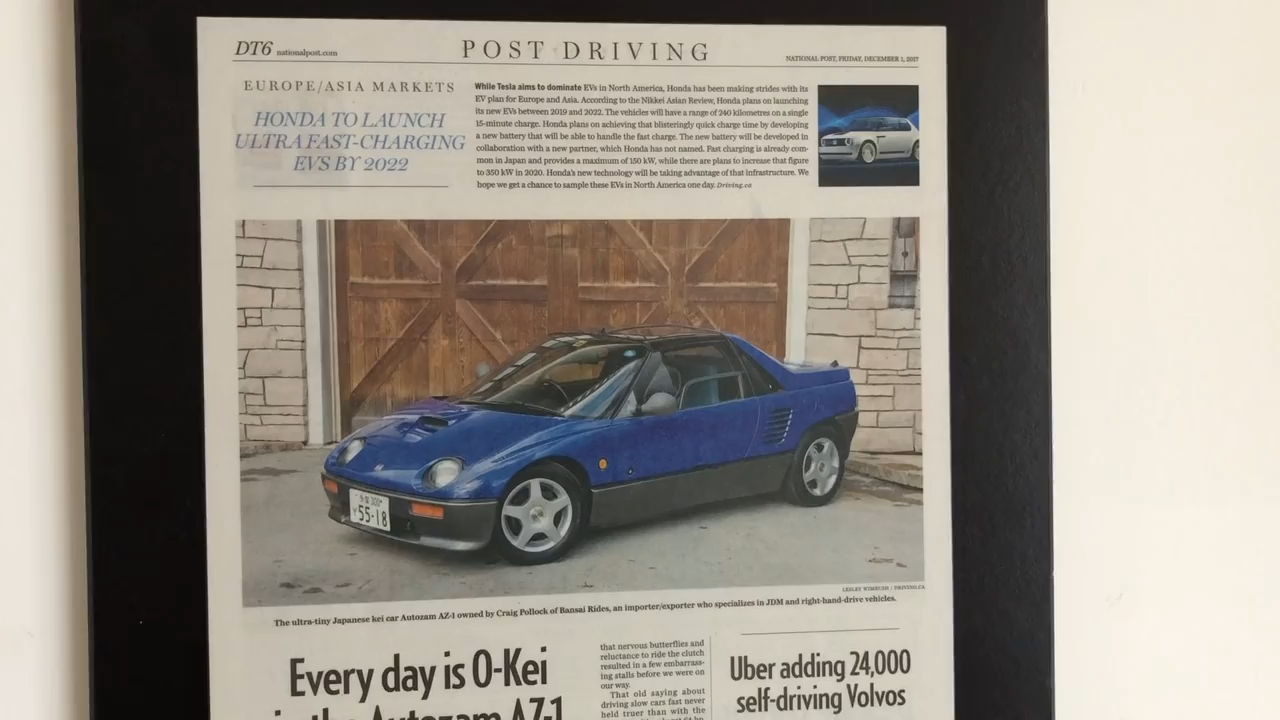 DT6 nationalpost.com
POST DRIVING
NATIONAL POST, FRIDAY, DECEMBER 1, 2017
EUROPE/ASIA MARKETS
HONDA TO LAUNCH
ULTRA FAST-CHARGING
EVS BY 2022
While Tesla aims to dominate EVs in North America, Honda has been making strides with its
EV plan for Europe and Asia. According to the Nikkei Asian Review, Honda plans on launching
its new EVs between 2019 and 2022. The vehicles will have a range of 240 kilometres on a single
15-minute charge. Honda plans on achieving that blisteringly quick charge time by developing
a new battery that will be able to handle the fast charge. The new battery will be developed in
collaboration with a new partner, which Honda has not named. Fast charging is already com-
mon in Japan and provides a maximum of 150 kW, while there are plans to increase that figure
to 350 kW in 2020. Honda's new technology will be taking advantage of that infrastructure. We
hope we get a chance to sample these EVs in North America one day. Driving.ca
55-18
LESLEY WIMBUSH / DRIVING.CA
The ultra-tiny Japanese kei car Autozam AZ-1 owned by Craig Pollock of Bansai Rides, an importer/exporter who specializes in JDM and right-hand-drive vehicles.
Every day is O-Kei
in the Autozam AZ-1
that nervous butterflies and
reluctance to ride the clutch
resulted in a few embarrass-
ing stalls before we were on
our way.
That old saying about
driving slow cars fast never
held truer than with the
Uber adding 24,000
self-driving Volvos